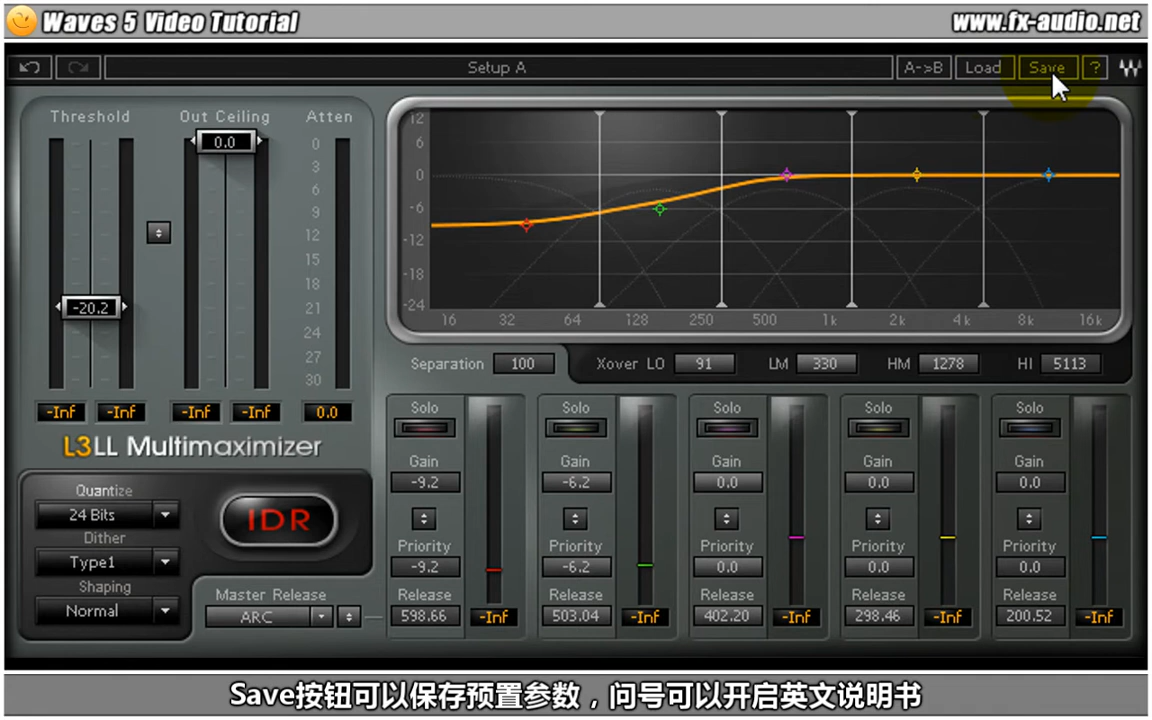 Waves 5 Video Tutorial
www.fx-audio.net
Setup A
A->B
Load
Save
?
Threshold
Out Ceiling
Atten
0.0
-20.2
0
3
6
9
12
15
18
21
24
27
30
-Inf
-Inf
-Inf
-Inf
0.0
12
6
0
-6
-12
-18
-24
16 32 64 128 250 500 1k 2k 4k 8k 16k
Separation 100
Xover LO 91 LM 330 HM 1278 HI 5113
L3LL Multimaximizer
Quantize
24 Bits
Dither
Type1
Shaping
Normal
IDR
Master Release
ARC
Solo Solo Solo Solo Solo
Gain Gain Gain Gain Gain
-9.2 -6.2 0.0 0.0 0.0
Priority Priority Priority Priority Priority
-9.2 -6.2 0.0 0.0 0.0
Release Release Release Release Release
598.66 -Inf 503.04 -Inf 402.20 -Inf 298.46 -Inf 200.52 -Inf
Save按钮可以保存预置参数，问号可以开启英文说明书